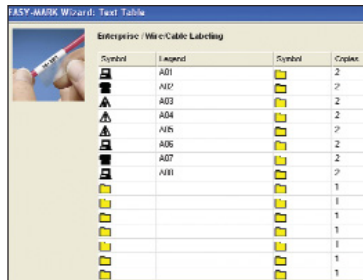 EASY-MARK Wizard: Text Table
Enterprise / Wire/Cable Labeling
Symbol Legend Symbol Copies
A01 2
A02 2
A03 2
A04 2
A05 2
A06 2
A07 2
A08 2
1
1
1
1
1
1